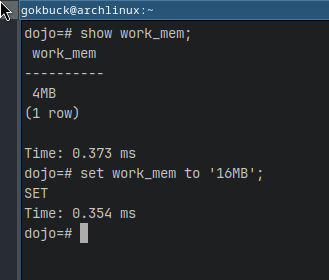 gokbuck@archlinux:~
dojo=# show work_mem;
 work_mem
----------
 4MB
(1 row)

Time: 0.373 ms
dojo=# set work_mem to '16MB';
SET
Time: 0.354 ms
dojo=#